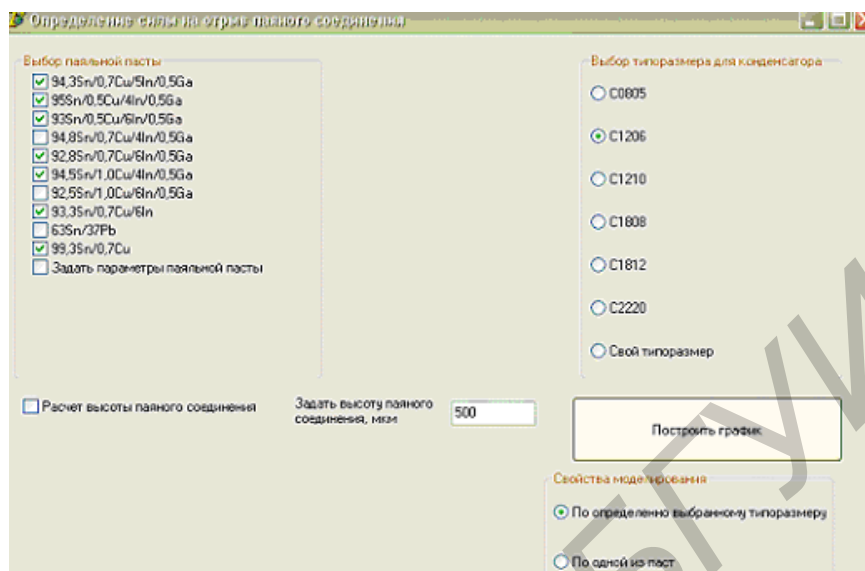 Определение силы на отрыв паяного соединения
Выбор паяльной пасты
94,3Sn/0,7Cu/5In/0,5Ga
95Sn/0,5Cu/4In/0,5Ga
93Sn/0,5Cu/6In/0,5Ga
94,8Sn/0,7Cu/4In/0,5Ga
92,8Sn/0,7Cu/6In/0,5Ga
94,5Sn/1,0Cu/4In/0,5Ga
92,5Sn/1,0Cu/6In/0,5Ga
93,3Sn/0,7Cu/6In
63Sn/37Pb
99,3Sn/0,7Cu
Задать параметры паяльной пасты
Выбор типоразмера для конденсатора
C0805
C1206
C1210
C1808
C1812
C2220
Свой типоразмер
Расчет высоты паяного соединения
Задать высоту паяного
соединения, мкм
500
Построить график
Свойства моделирования
По определенно выбранному типоразмеру
По одной из паст
БГУИ